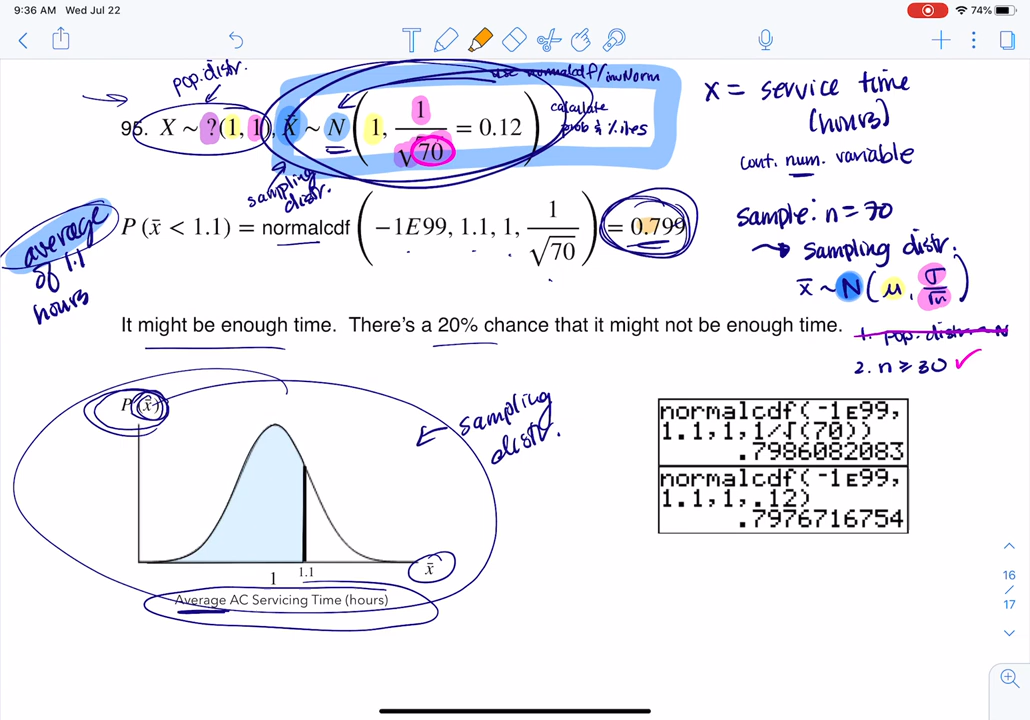 9:36 AM Wed Jul 22
74%
T
pop. distr.
use normalcdf/invNorm
95. X ~ ?(1, 1), X̄ ~ N(1, 1/√70 = 0.12)
calculate
prob & %iles
sampling
distr.
X = service time
(hours)
cont. num. variable
average
of 1.1
hours
P(x̄ < 1.1) = normalcdf(−1E99, 1.1, 1, 1/√70) = 0.799
sample: n = 70
→ sampling distr.
x̄ ~ N(μ, σ/√n)
It might be enough time. There's a 20% chance that it might not be enough time.
1. pop. distr ~ N
2. n ≥ 30 ✓
P(x̄)
← sampling
distr.
x̄
1 1.1
Average AC Servicing Time (hours)
normalcdf(-1E99,
1.1,1,1/√(70))
.7986082083
normalcdf(-1E99,
1.1,1,.12)
.7976716754
16
/
17